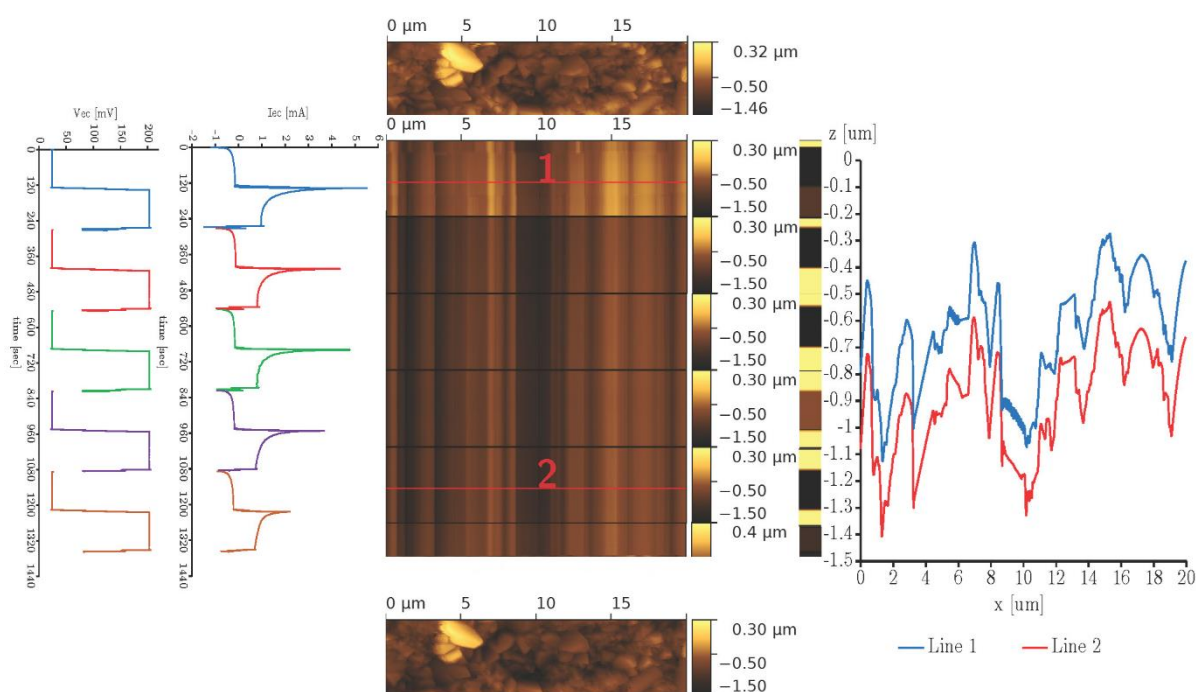 0 µm 5 10 15
0.32 µm
−0.50
−1.46
Vec [mV]
0 50 100 150 200
Iec [mA]
-2 -1 0 1 2 3 4 5 6
time [sec]
0
120
240
360
480
600
720
840
960
1080
1200
1320
1440
time [sec]
0
120
240
360
480
600
720
840
960
1080
1200
1320
1440
0 µm 5 10 15
1
2
0.30 µm
−0.50
−1.50
0.30 µm
−0.50
−1.50
0.30 µm
−0.50
−1.50
0.30 µm
−0.50
−1.50
0.30 µm
−0.50
−1.50
0.4 µm
z [um]
0
-0.1
-0.2
-0.3
-0.4
-0.5
-0.6
-0.7
-0.8
-0.9
-1
-1.1
-1.2
-1.3
-1.4
-1.5
0 2 4 6 8 10 12 14 16 18 20
x [um]
Line 1 Line 2
0 µm 5 10 15
0.30 µm
−0.50
−1.50